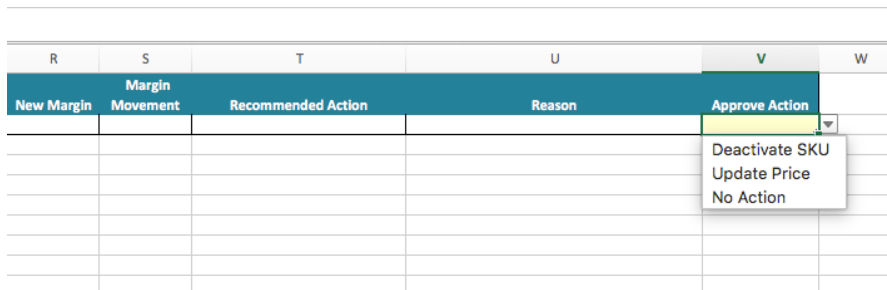 R S T U V W
Margin
New Margin Movement Recommended Action Reason Approve Action
Deactivate SKU
Update Price
No Action